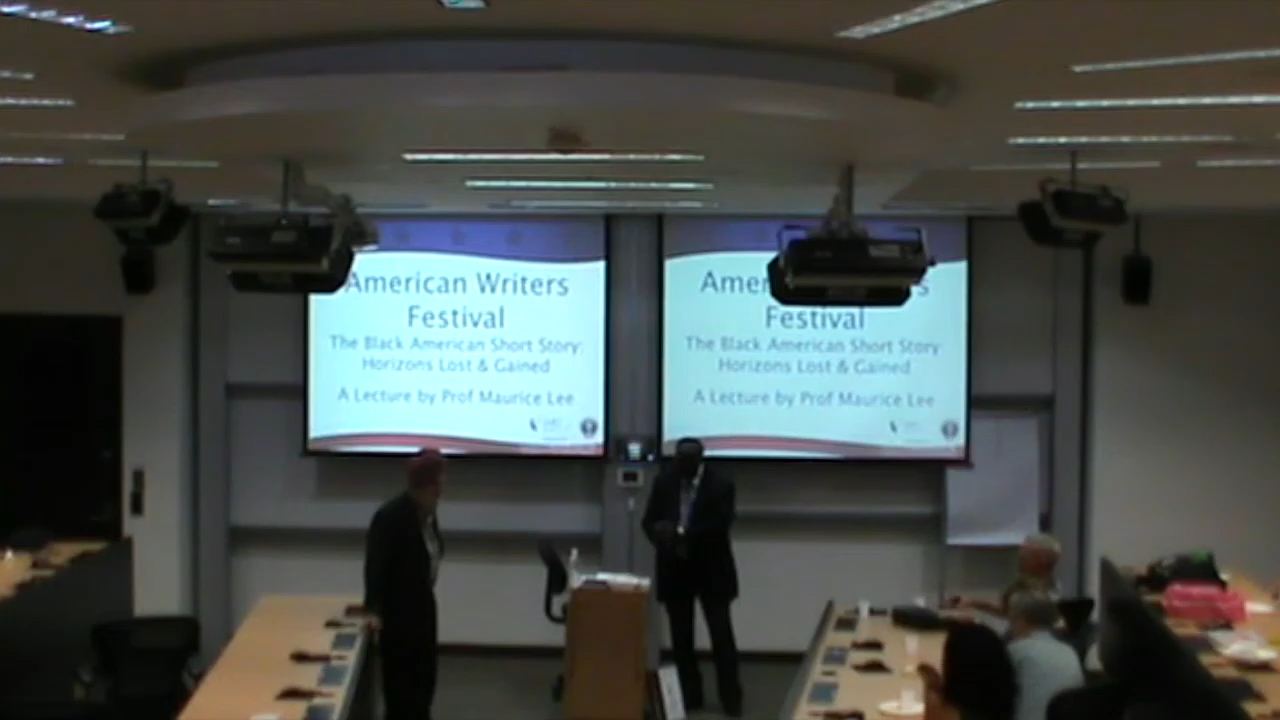 American Writers
Festival
The Black American Short Story:
Horizons Lost & Gained
A Lecture by Prof Maurice Lee
Amer s
Festival
The Black American Short Story:
Horizons Lost & Gained
A Lecture by Prof Maurice Lee